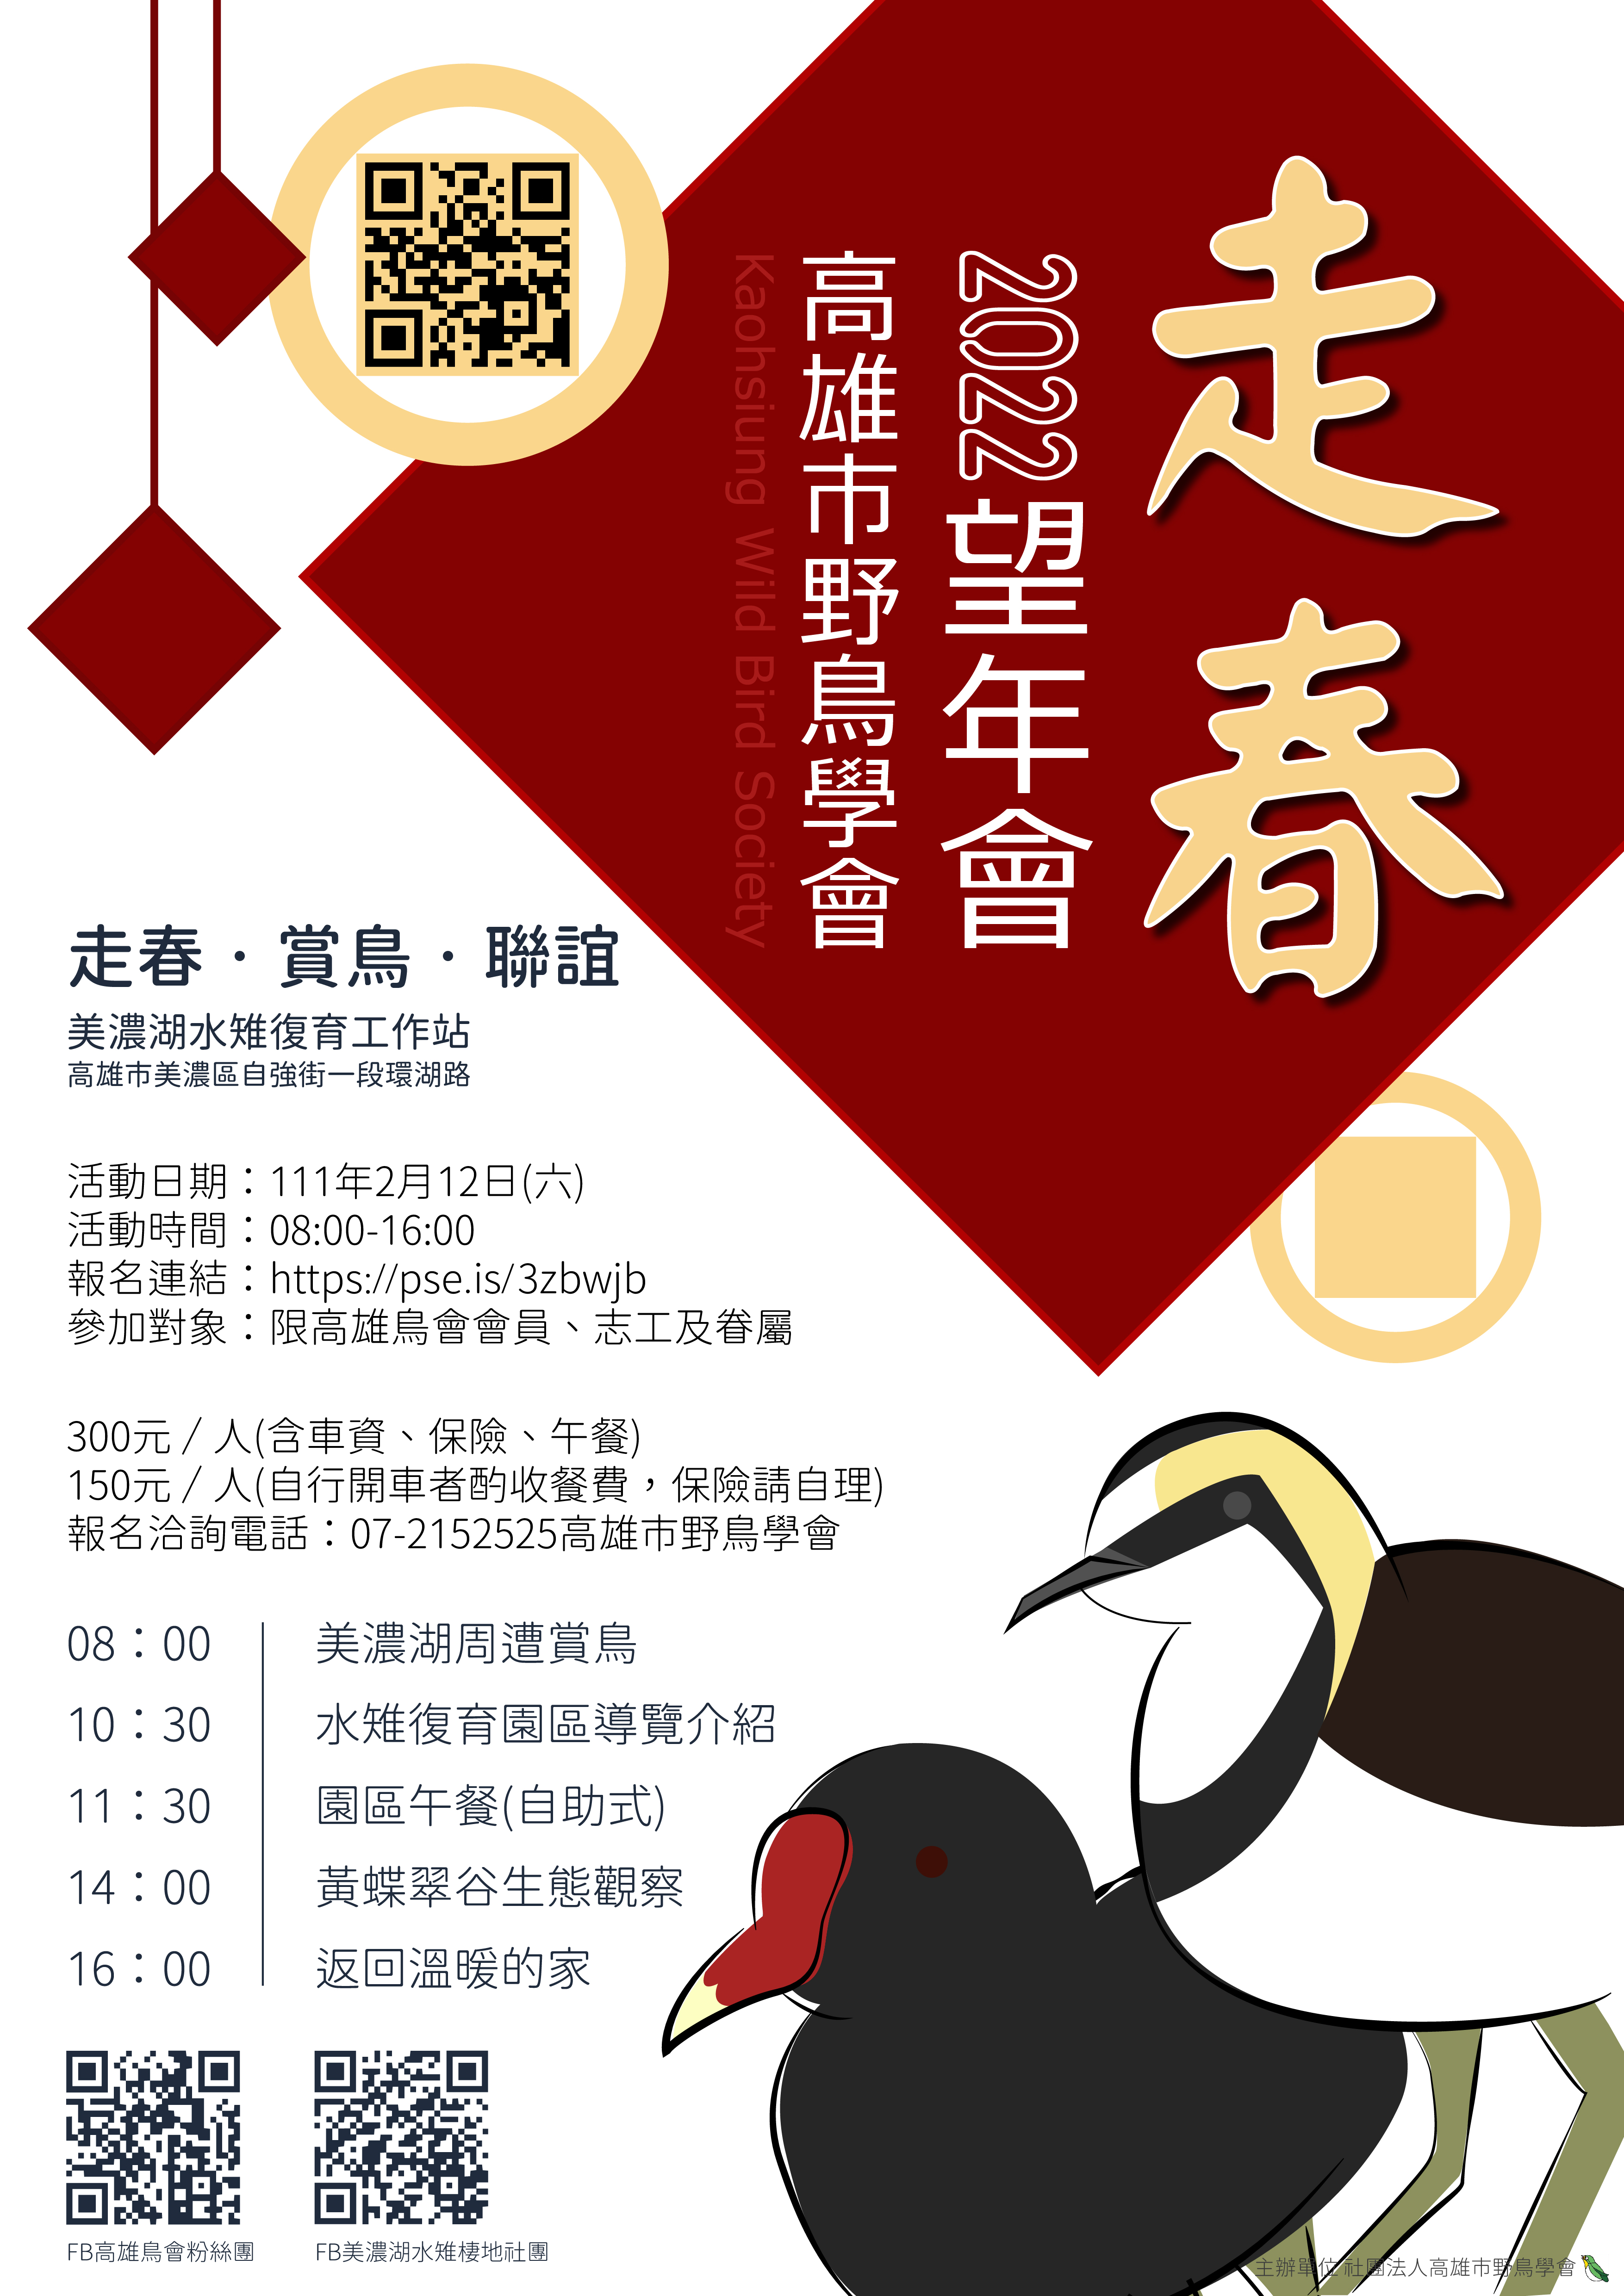 走春
2022望年會
高雄市野鳥學會
Kaohsiung Wild Bird Society
走春・賞鳥・聯誼
美濃湖水雉復育工作站
高雄市美濃區自強街一段環湖路
活動日期：111年2月12日(六)
活動時間：08:00-16:00
報名連結：https://pse.is/3zbwjb
參加對象：限高雄鳥會會員、志工及眷屬
300元／人(含車資、保險、午餐)
150元／人(自行開車者酌收餐費，保險請自理)
報名洽詢電話：07-2152525高雄市野鳥學會
08：00 美濃湖周遭賞鳥
10：30 水雉復育園區導覽介紹
11：30 園區午餐(自助式)
14：00 黃蝶翠谷生態觀察
16：00 返回溫暖的家
FB高雄鳥會粉絲團
FB美濃湖水雉棲地社團
主辦單位 社團法人高雄市野鳥學會